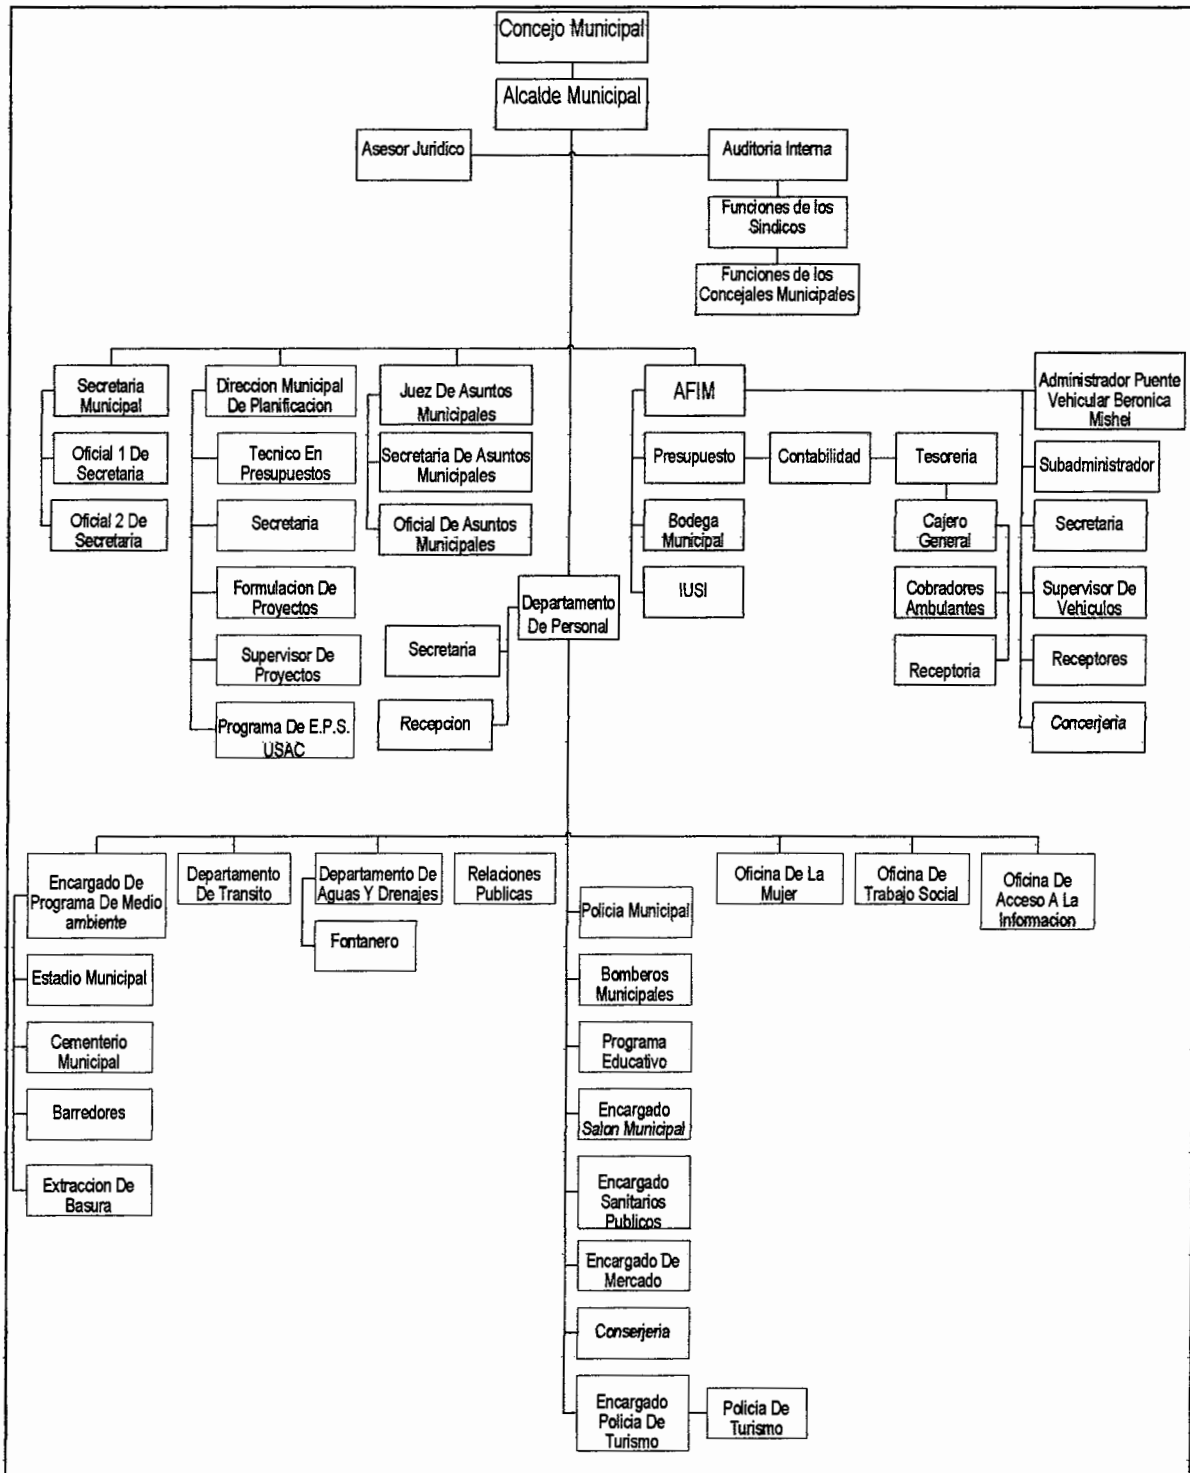 Concejo Municipal
Alcalde Municipal
Asesor Juridico
Auditoria Interna
Funciones de los
Sindicos
Funciones de los
Concejales Municipales
Secretaria
Municipal
Oficial 1 De
Secretaria
Oficial 2 De
Secretaria
Direccion Municipal
De Planificacion
Tecnico En
Presupuestos
Secretaria
Formulacion De
Proyectos
Supervisor De
Proyectos
Programa De E.P.S.
USAC
Juez De Asuntos
Municipales
Secretaria De Asuntos
Municipales
Oficial De Asuntos
Municipales
Departamento
De Personal
Secretaria
Recepcion
AFIM
Presupuesto
Contabilidad
Tesoreria
Bodega
Municipal
IUSI
Cajero
General
Cobradores
Ambulantes
Receptoria
Administrador Puente
Vehicular Beronica
Mishel
Subadministrador
Secretaria
Supervisor De
Vehiculos
Receptores
Concerjeria
Encargado De
Programa De Medio
ambiente
Estadio Municipal
Cementerio
Municipal
Barredores
Extraccion De
Basura
Departamento
De Transito
Departamento De
Aguas Y Drenajes
Fontanero
Relaciones
Publicas
Policia Municipal
Bomberos
Municipales
Programa
Educativo
Encargado
Salon Municipal
Encargado
Sanitarios
Publicos
Encargado De
Mercado
Conserjeria
Encargado
Policia De
Turismo
Policia De
Turismo
Oficina De La
Mujer
Oficina De
Trabajo Social
Oficina De
Acceso A La
Informacion